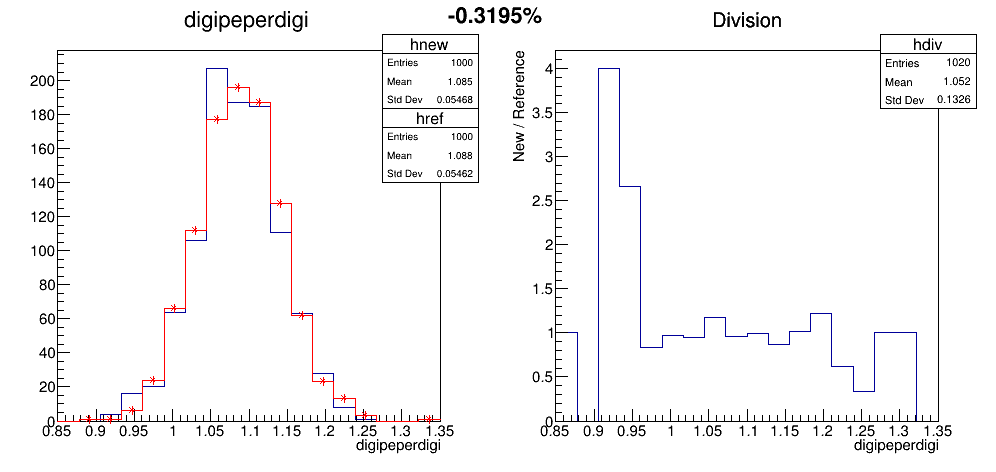 -0.3195%
digipeperdigi
hnew
Entries 1000
Mean 1.085
Std Dev 0.05468
href
Entries 1000
Mean 1.088
Std Dev 0.05462
200
180
160
140
120
100
80
60
40
20
0
0.85 0.9 0.95 1 1.05 1.1 1.15 1.2 1.25 1.3 1.35
digipeperdigi
Division
hdiv
Entries 1020
Mean 1.052
Std Dev 0.1326
New / Reference
4
3.5
3
2.5
2
1.5
1
0.5
0
0.85 0.9 0.95 1 1.05 1.1 1.15 1.2 1.25 1.3 1.35
digipeperdigi